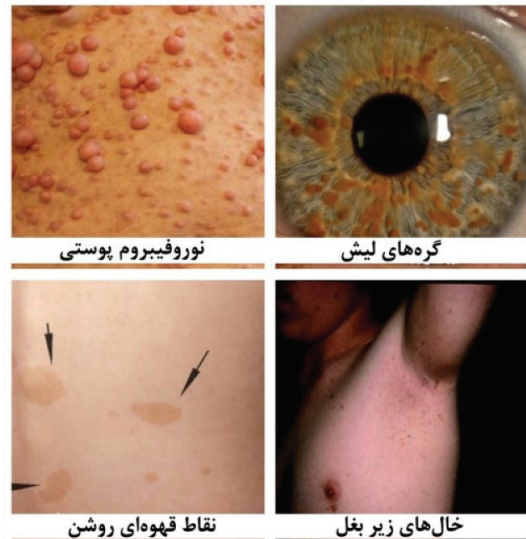 گره‌های لیش
نوروفیبروم پوستی
خال‌های زیر بغل
نقاط قهوه‌ای روشن